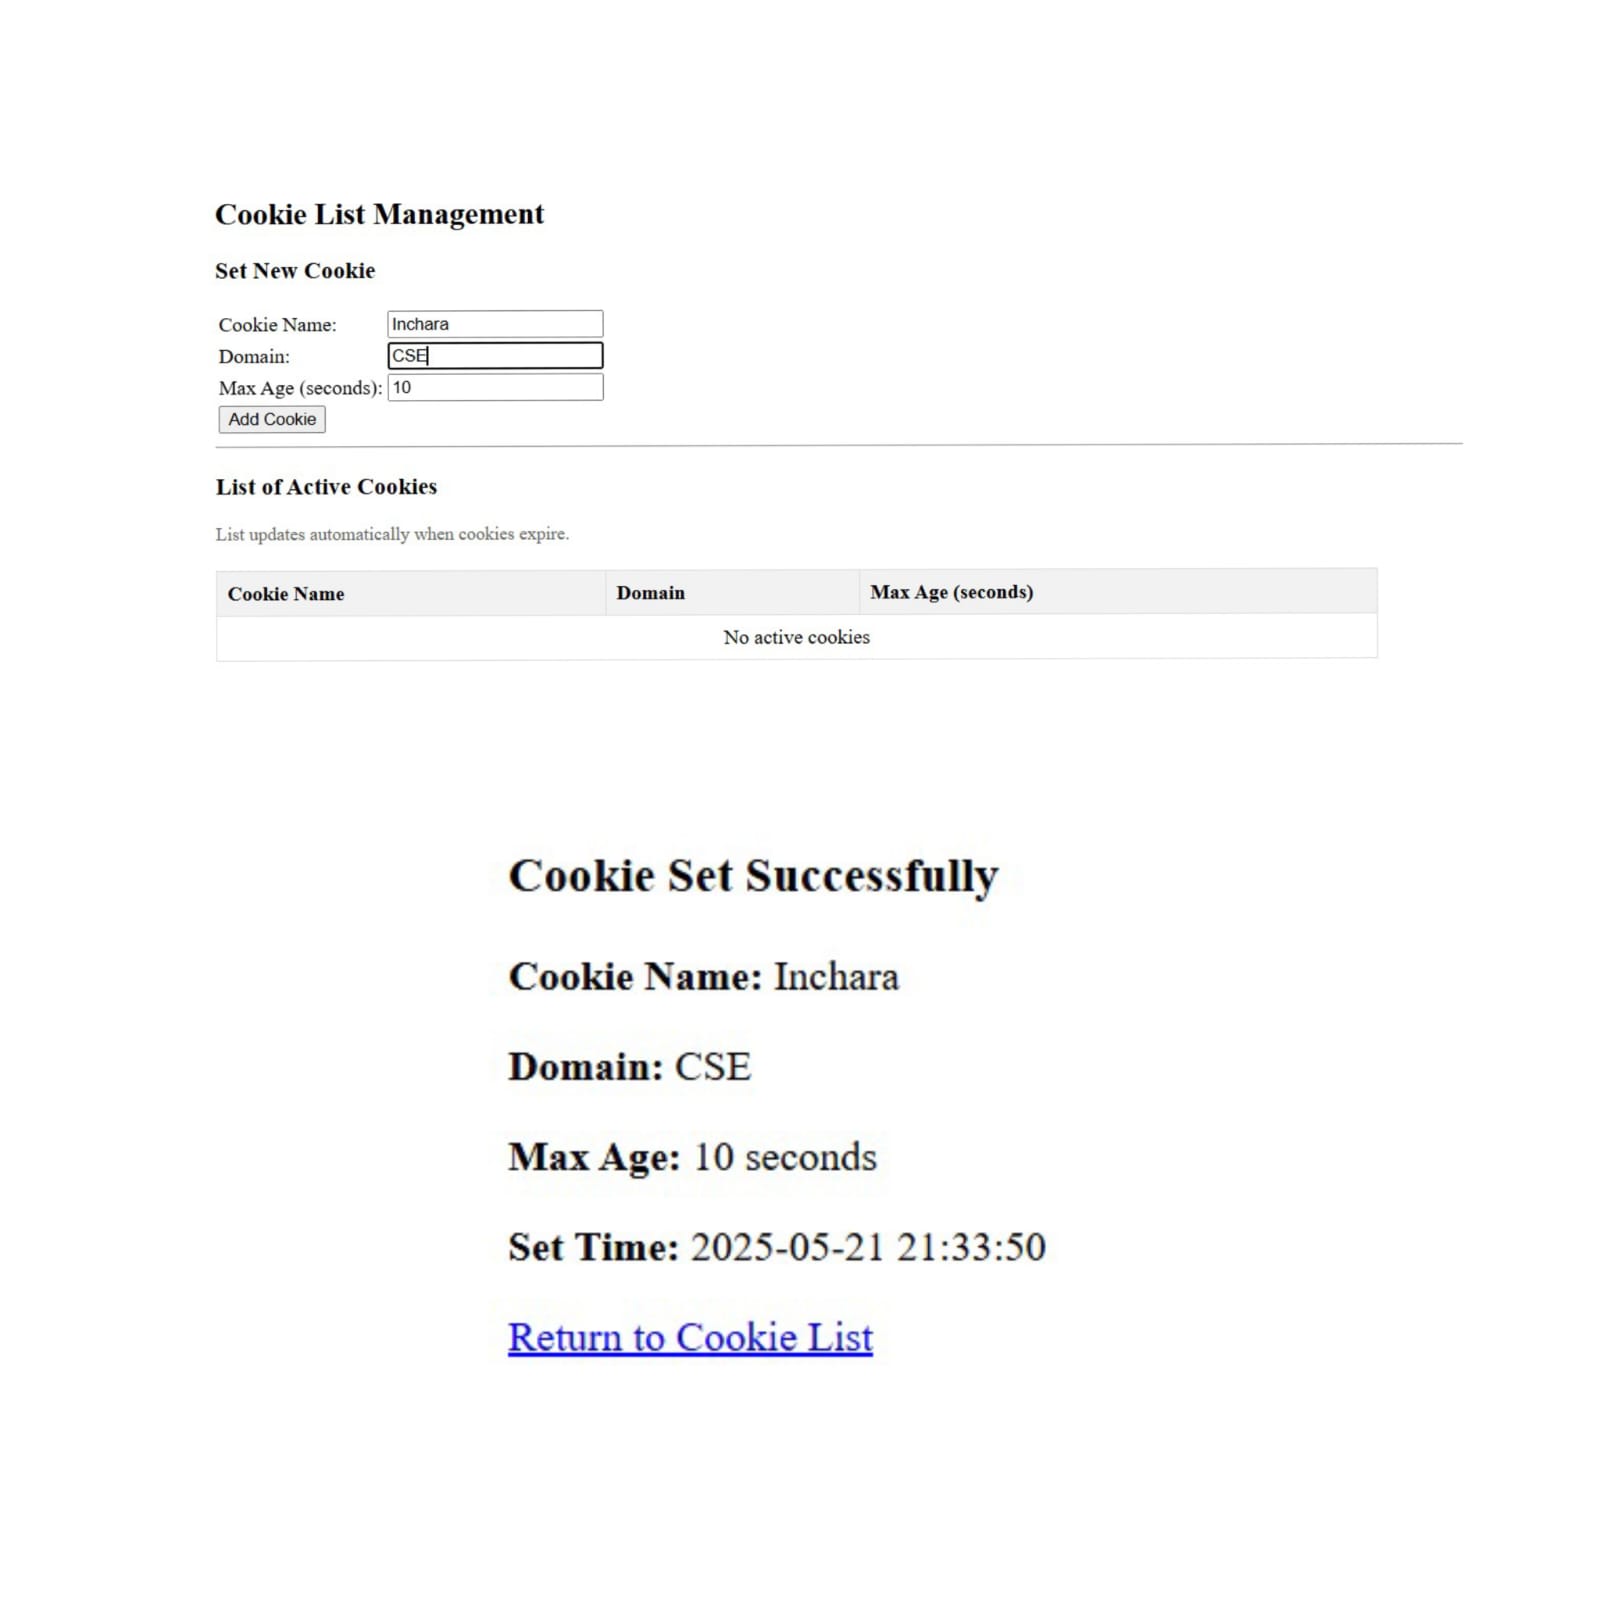 Cookie List Management
Set New Cookie
Cookie Name: Inchara
Domain: CSE
Max Age (seconds): 10
Add Cookie
List of Active Cookies
List updates automatically when cookies expire.
Cookie Name Domain Max Age (seconds)
No active cookies
Cookie Set Successfully
Cookie Name: Inchara
Domain: CSE
Max Age: 10 seconds
Set Time: 2025-05-21 21:33:50
Return to Cookie List